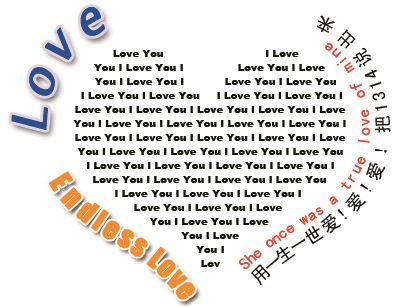 Love
Love You I Love
You I Love You I Love You I Love
You I Love You I Love You I Love You
I Love You I Love You I Love You I Love You
Love You I Love You I Love You I Love You I Love
You I Love You I Love You I Love You I Love You I
Love You I Love You I Love You I Love You I Love
You I Love You I Love You I Love You I Love You
I Love You I Love You I Love You I Love You I
Love You I Love You I Love You I Love You
I Love You I Love You I Love You I
Love You I Love You I Love
You I Love You I Love
You I Love
You I
Lov
Endless Love
She once was a true love of mine
用一生一世爱！爱！爱！把1314说出来